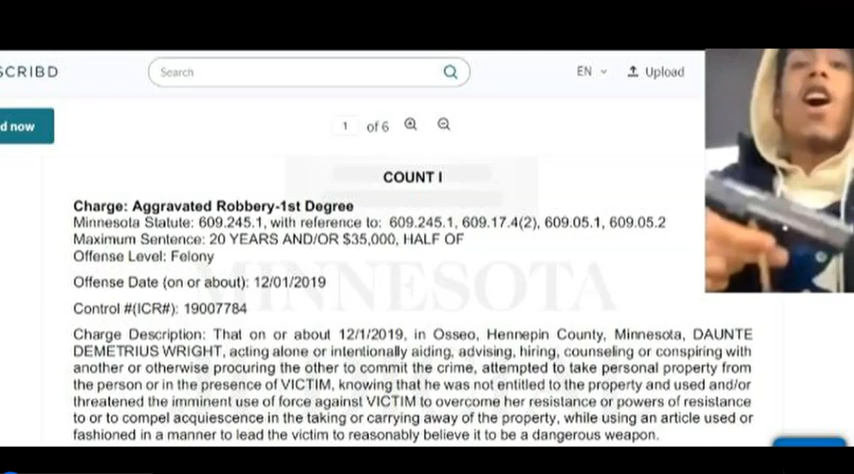 SCRIBD
Search
EN
Upload
d now
1 of 6
COUNT I
Charge: Aggravated Robbery-1st Degree
Minnesota Statute: 609.245.1, with reference to: 609.245.1, 609.17.4(2), 609.05.1, 609.05.2
Maximum Sentence: 20 YEARS AND/OR $35,000, HALF OF
Offense Level: Felony
Offense Date (on or about): 12/01/2019
Control #(ICR#): 19007784
MINNESOTA
Charge Description: That on or about 12/1/2019, in Osseo, Hennepin County, Minnesota, DAUNTE
DEMETRIUS WRIGHT, acting alone or intentionally aiding, advising, hiring, counseling or conspiring with
another or otherwise procuring the other to commit the crime, attempted to take personal property from
the person or in the presence of VICTIM, knowing that he was not entitled to the property and used and/or
threatened the imminent use of force against VICTIM to overcome her resistance or powers of resistance
to or to compel acquiescence in the taking or carrying away of the property, while using an article used or
fashioned in a manner to lead the victim to reasonably believe it to be a dangerous weapon.